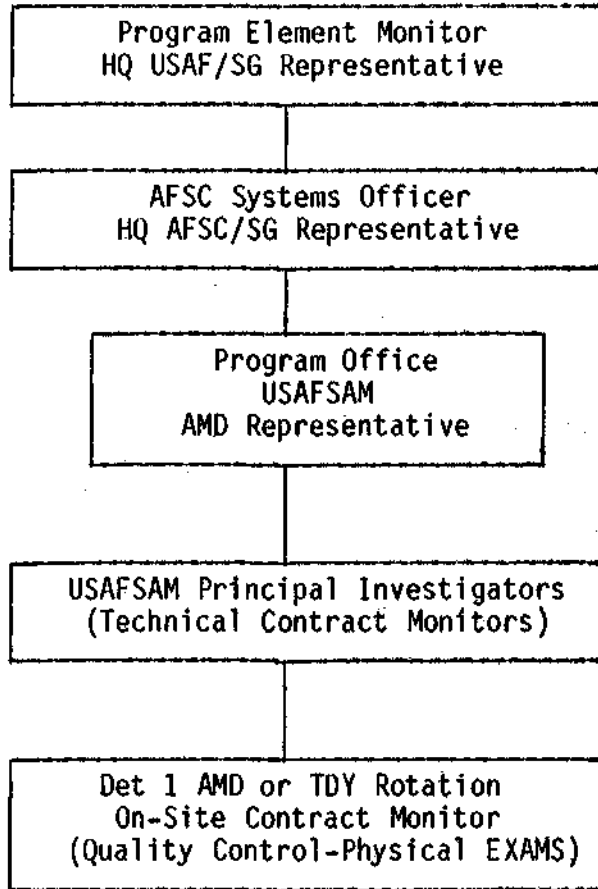 Program Element Monitor
HQ USAF/SG Representative
AFSC Systems Officer
HQ AFSC/SG Representative
Program Office
USAFSAM
AMD Representative
USAFSAM Principal Investigators
(Technical Contract Monitors)
Det 1 AMD or TDY Rotation
On-Site Contract Monitor
(Quality Control-Physical EXAMS)